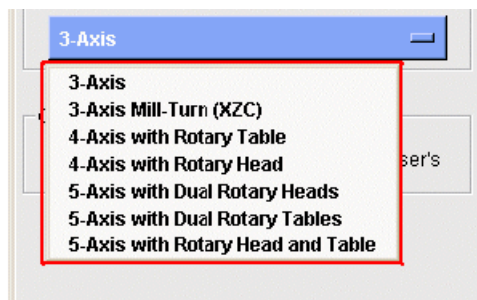 3-Axis
3-Axis
3-Axis Mill-Turn (XZC)
4-Axis with Rotary Table
4-Axis with Rotary Head
ser's
5-Axis with Dual Rotary Heads
5-Axis with Dual Rotary Tables
5-Axis with Rotary Head and Table